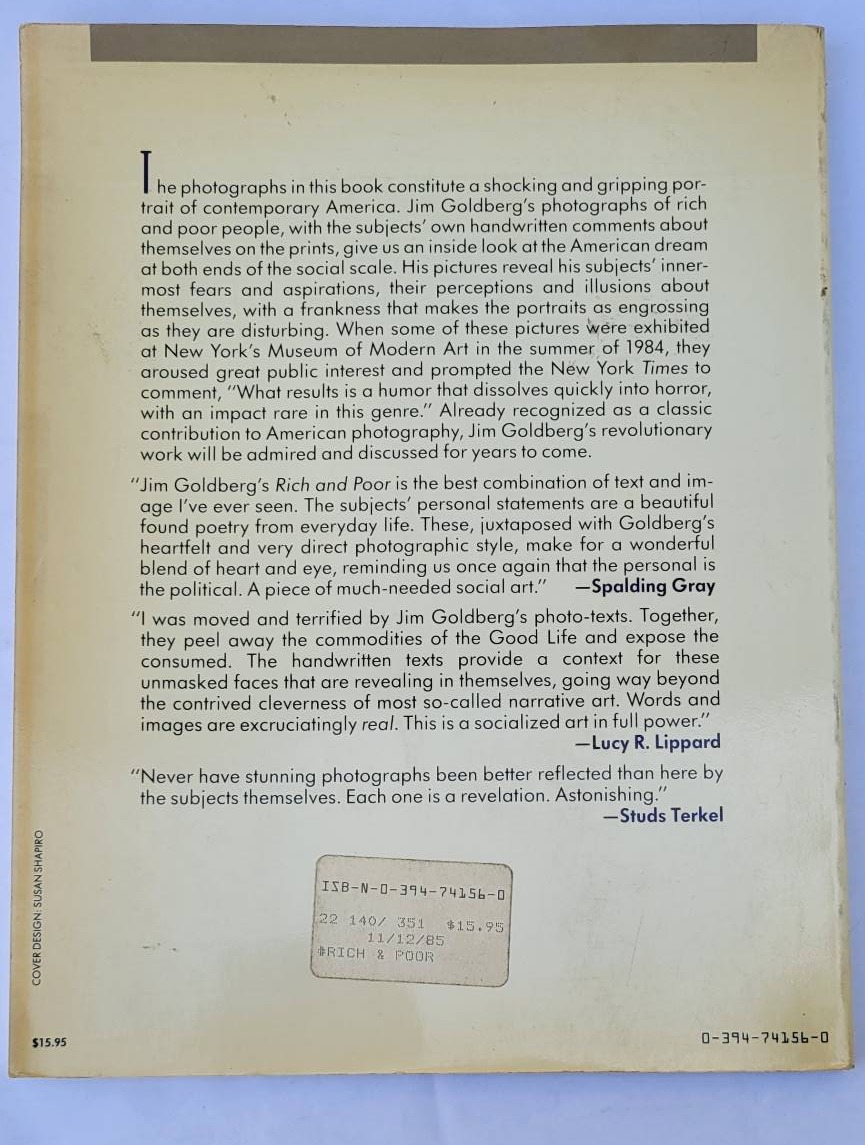 The photographs in this book constitute a shocking and gripping por-
trait of contemporary America. Jim Goldberg's photographs of rich
and poor people, with the subjects' own handwritten comments about
themselves on the prints, give us an inside look at the American dream
at both ends of the social scale. His pictures reveal his subjects' inner-
most fears and aspirations, their perceptions and illusions about
themselves, with a frankness that makes the portraits as engrossing
as they are disturbing. When some of these pictures were exhibited
at New York's Museum of Modern Art in the summer of 1984, they
aroused great public interest and prompted the New York Times to
comment, "What results is a humor that dissolves quickly into horror,
with an impact rare in this genre." Already recognized as a classic
contribution to American photography, Jim Goldberg's revolutionary
work will be admired and discussed for years to come.
"Jim Goldberg's Rich and Poor is the best combination of text and im-
age I've ever seen. The subjects' personal statements are a beautiful
found poetry from everyday life. These, juxtaposed with Goldberg's
heartfelt and very direct photographic style, make for a wonderful
blend of heart and eye, reminding us once again that the personal is
the political. A piece of much-needed social art." —Spalding Gray
"I was moved and terrified by Jim Goldberg's photo-texts. Together,
they peel away the commodities of the Good Life and expose the
consumed. The handwritten texts provide a context for these
unmasked faces that are revealing in themselves, going way beyond
the contrived cleverness of most so-called narrative art. Words and
images are excruciatingly real. This is a socialized art in full power."
—Lucy R. Lippard
"Never have stunning photographs been better reflected than here by
the subjects themselves. Each one is a revelation. Astonishing."
—Studs Terkel
COVER DESIGN: SUSAN SHAPIRO
ISB-N-0-394-74156-0
22 140/ 351 $15.95
11/12/85
#RICH & POOR
$15.95
0-394-74156-0